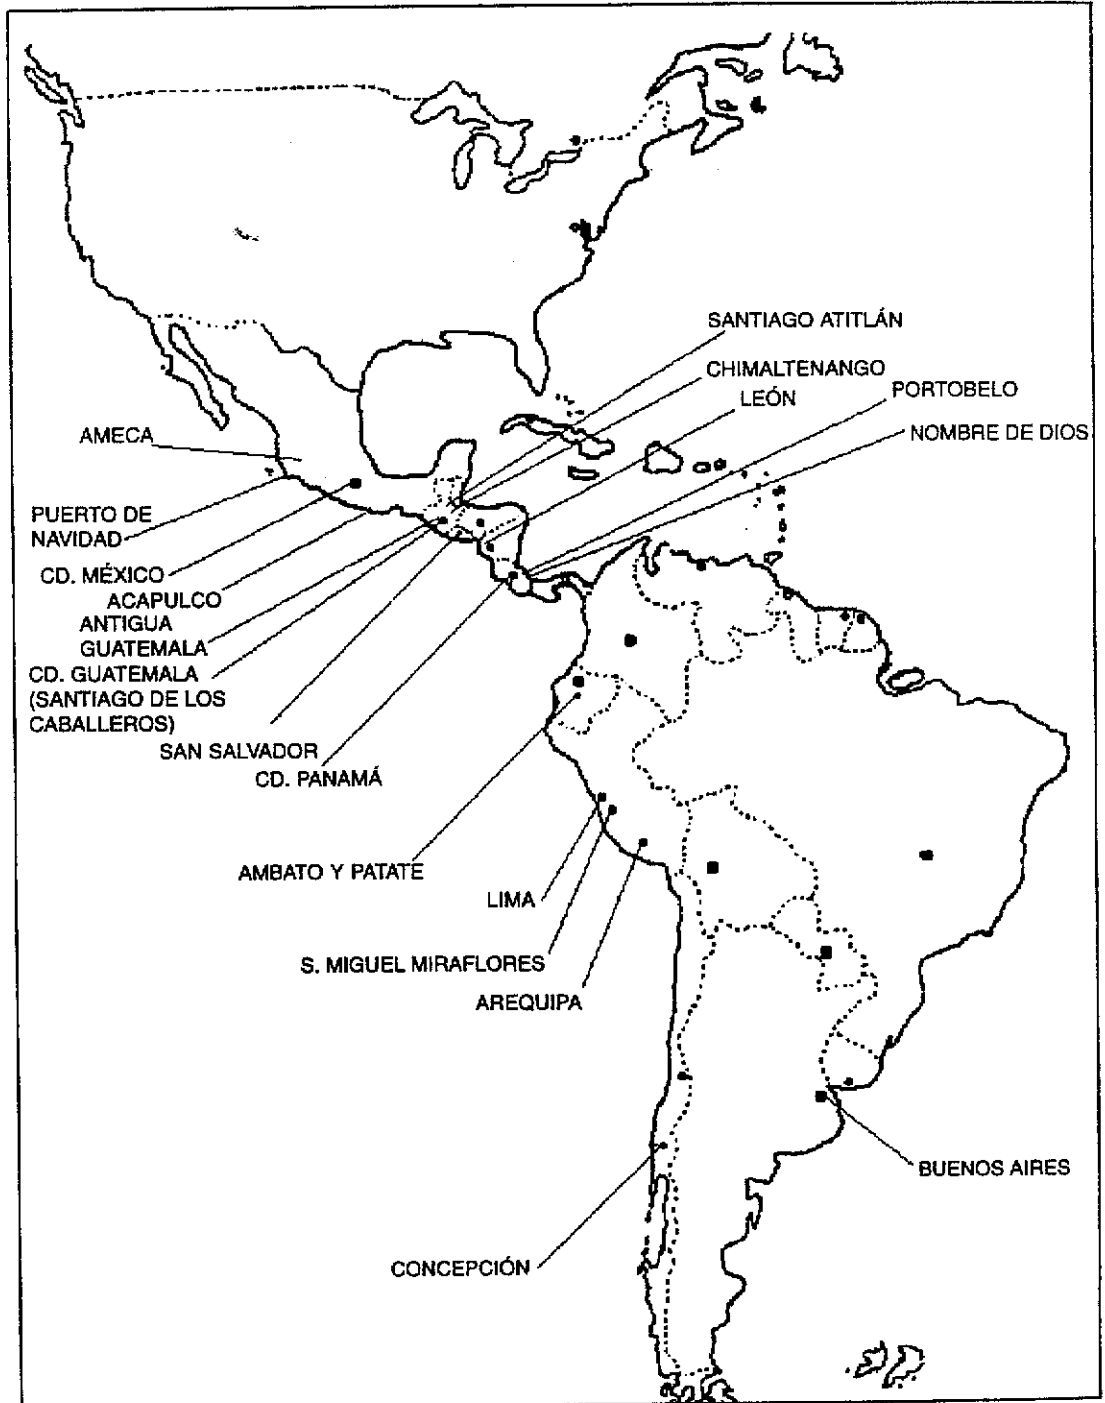 SANTIAGO ATITLÁN
CHIMALTENANGO
LEÓN
PORTOBELO
NOMBRE DE DIOS
AMECA
PUERTO DE
NAVIDAD
CD. MÉXICO
ACAPULCO
ANTIGUA
GUATEMALA
CD. GUATEMALA
(SANTIAGO DE LOS
CABALLEROS)
SAN SALVADOR
CD. PANAMÁ
AMBATO Y PATATE
LIMA
S. MIGUEL MIRAFLORES
AREQUIPA
BUENOS AIRES
CONCEPCIÓN